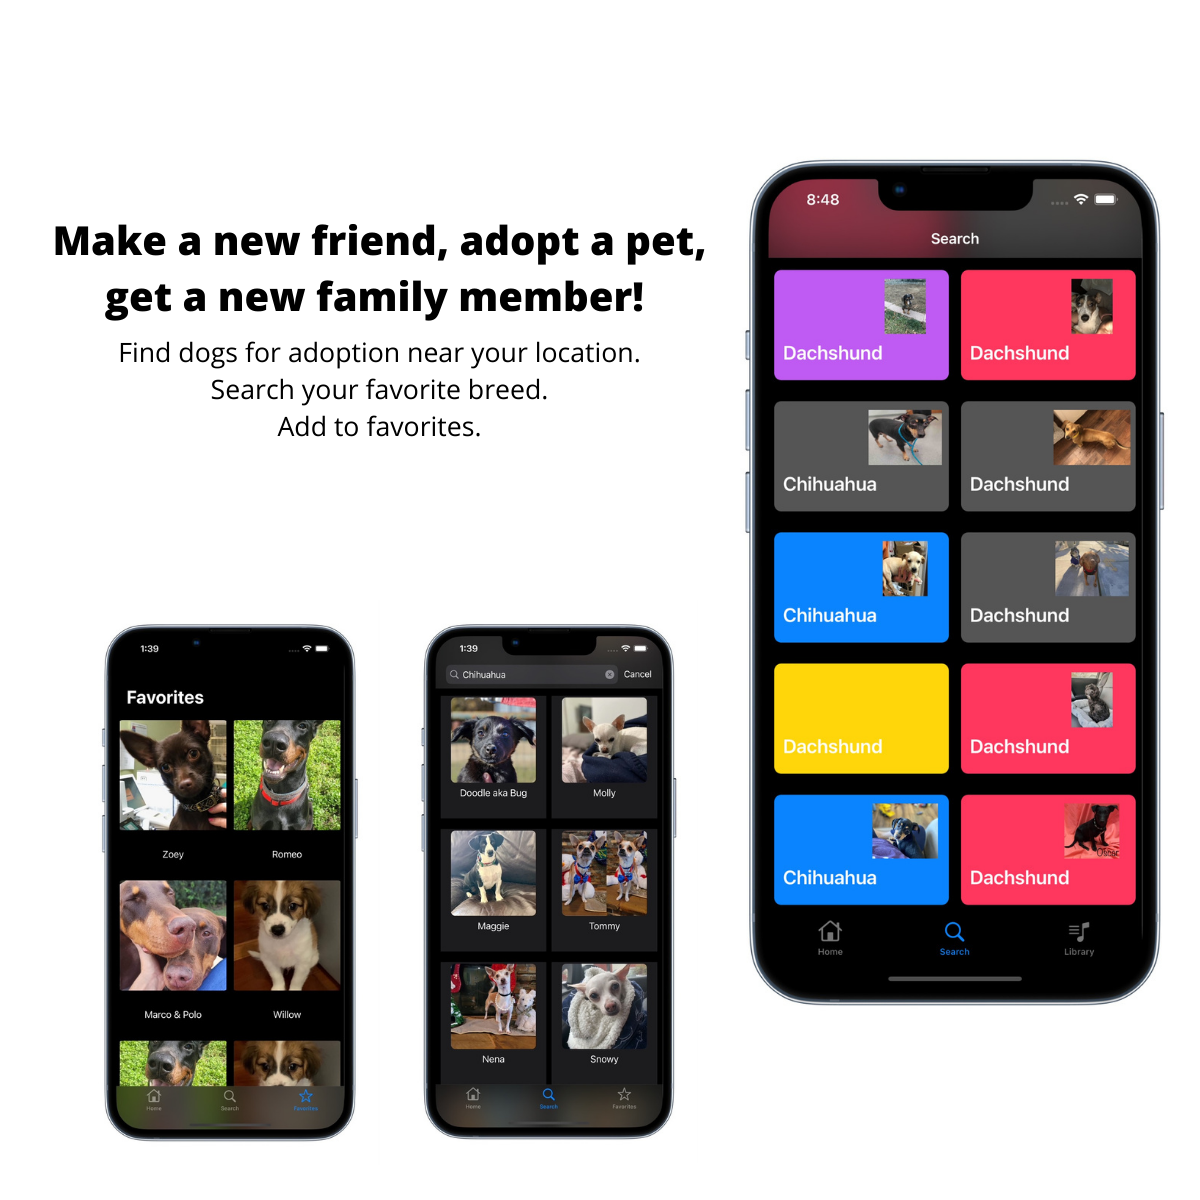 Make a new friend, adopt a pet,
get a new family member!
Find dogs for adoption near your location.
Search your favorite breed.
Add to favorites.
8:48
Search
Dachshund
Dachshund
Chihuahua
Dachshund
Chihuahua
Dachshund
Dachshund
Dachshund
Chihuahua
Dachshund
Home
Search
Library
1:39
Favorites
Zoey
Romeo
Marco & Polo
Willow
Home
Search
Favorites
1:39
Chihuahua
Cancel
Doodle aka Bug
Molly
Maggie
Tommy
Nena
Snowy
Home
Search
Favorites